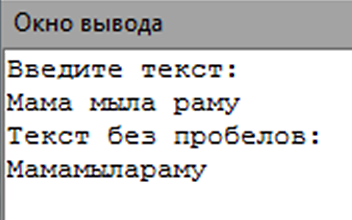 Окно вывода
Введите текст:
Мама мыла раму
Текст без пробелов:
Мамамылараму